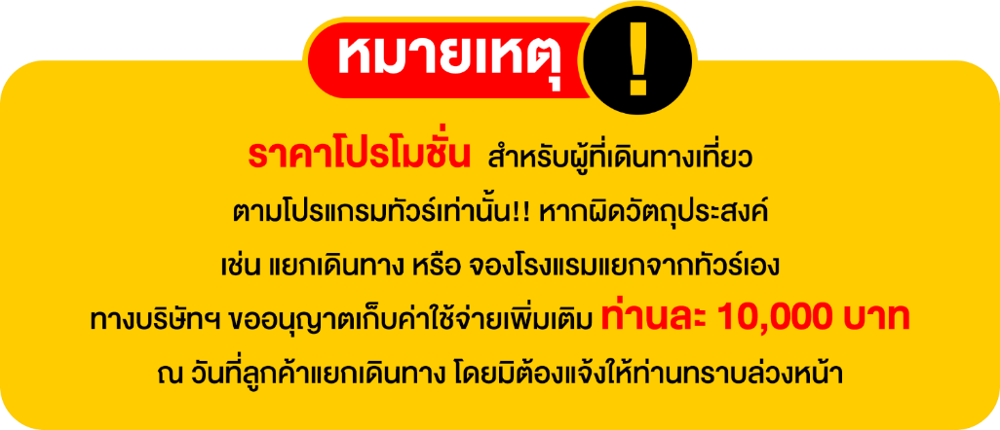 หมายเหตุ !
ราคาโปรโมชั่น สำหรับผู้ที่เดินทางเที่ยว
ตามโปรแกรมทัวร์เท่านั้น!! หากผิดวัตถุประสงค์
เช่น แยกเดินทาง หรือ จองโรงแรมแยกจากทัวร์เอง
ทางบริษัทฯ ขออนุญาตเก็บค่าใช้จ่ายเพิ่มเติม ท่านละ 10,000 บาท
ณ วันที่ลูกค้าแยกเดินทาง โดยมิต้องแจ้งให้ท่านทราบล่วงหน้า